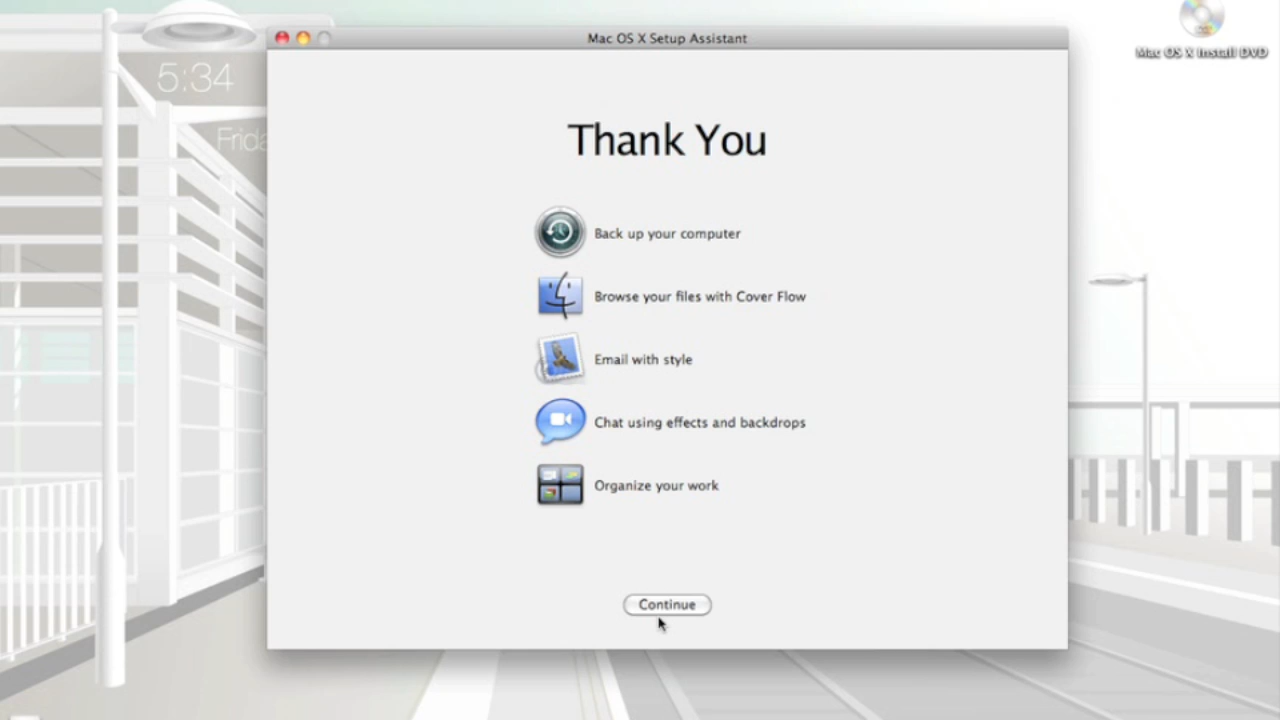 Mac OS X Setup Assistant
Mac OS X Install DVD
5:34
Frida
Thank You
Back up your computer
Browse your files with Cover Flow
Email with style
Chat using effects and backdrops
Organize your work
Continue